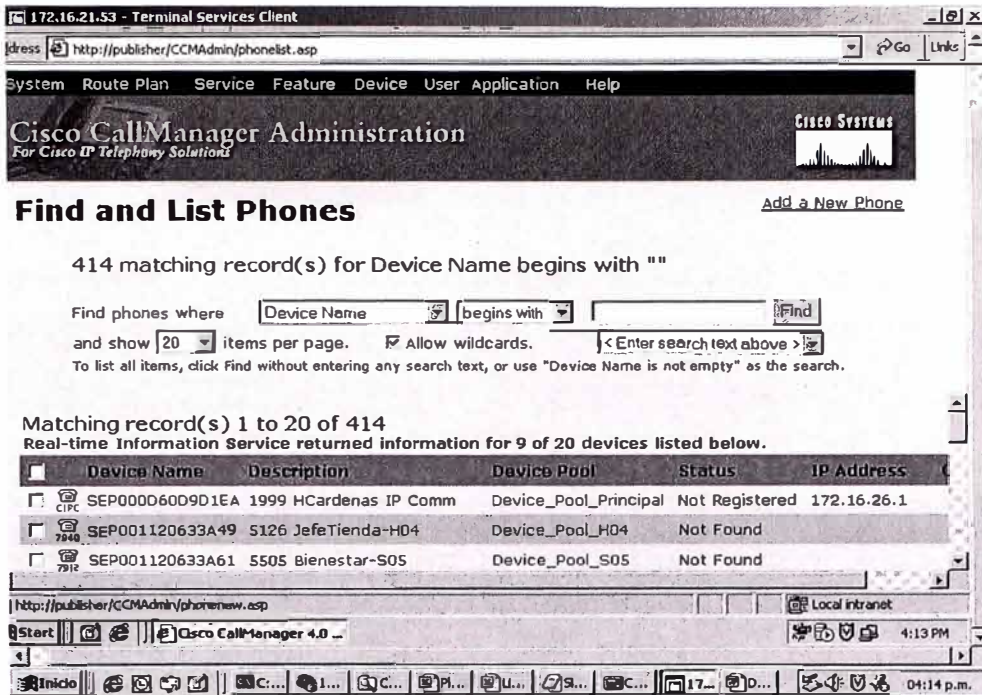 172.16.21.53 - Terminal Services Client
dress http://publisher/CCMAdmin/phonelist.asp Go Links
System Route Plan Service Feature Device User Application Help
Cisco CallManager Administration
For Cisco IP Telephony Solutions
CISCO SYSTEMS
Find and List Phones
Add a New Phone
414 matching record(s) for Device Name begins with ""
Find phones where Device Name begins with Find
and show 20 items per page. Allow wildcards. < Enter search text above >
To list all items, click Find without entering any search text, or use "Device Name is not empty" as the search.
Matching record(s) 1 to 20 of 414
Real-time Information Service returned information for 9 of 20 devices listed below.
Device Name Description Device Pool Status IP Address
CIPC SEP000D60D9D1EA 1999 HCardenas IP Comm Device_Pool_Principal Not Registered 172.16.26.1
7940 SEP001120633A49 5126 JefeTienda-H04 Device_Pool_H04 Not Found
7912 SEP001120633A61 5505 Bienestar-S05 Device_Pool_S05 Not Found
http://publisher/CCMAdmin/phonenew.asp Local intranet
Start Cisco CallManager 4.0 ... 4:13 PM
Inicio C:... 1... C... Pi... U... C... 17... D... 04:14 p.m.